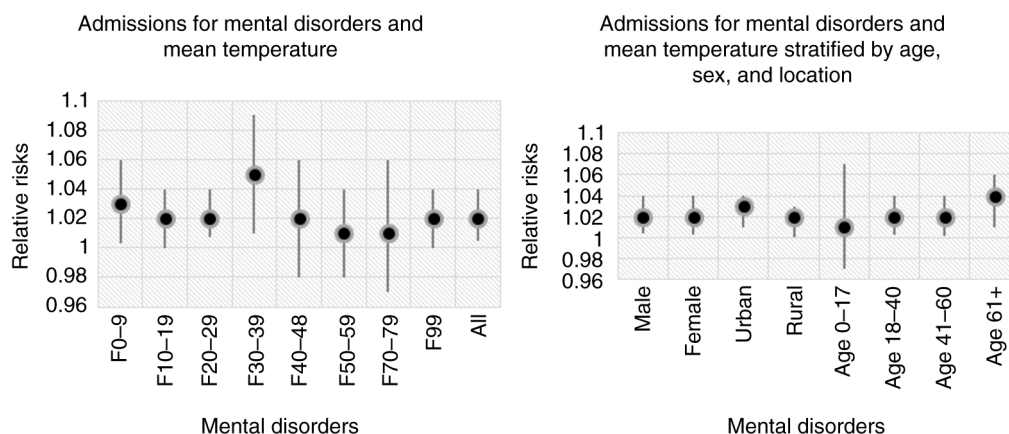 Admissions for mental disorders and
mean temperature
Relative risks
1.1
1.08
1.06
1.04
1.02
1
0.98
0.96
F0–9
F10–19
F20–29
F30–39
F40–48
F50–59
F70–79
F99
All
Mental disorders
Admissions for mental disorders and
mean temperature stratified by age,
sex, and location
Relative risks
1.1
1.08
1.06
1.04
1.02
1
0.98
0.96
Male
Female
Urban
Rural
Age 0–17
Age 18–40
Age 41–60
Age 61+
Mental disorders